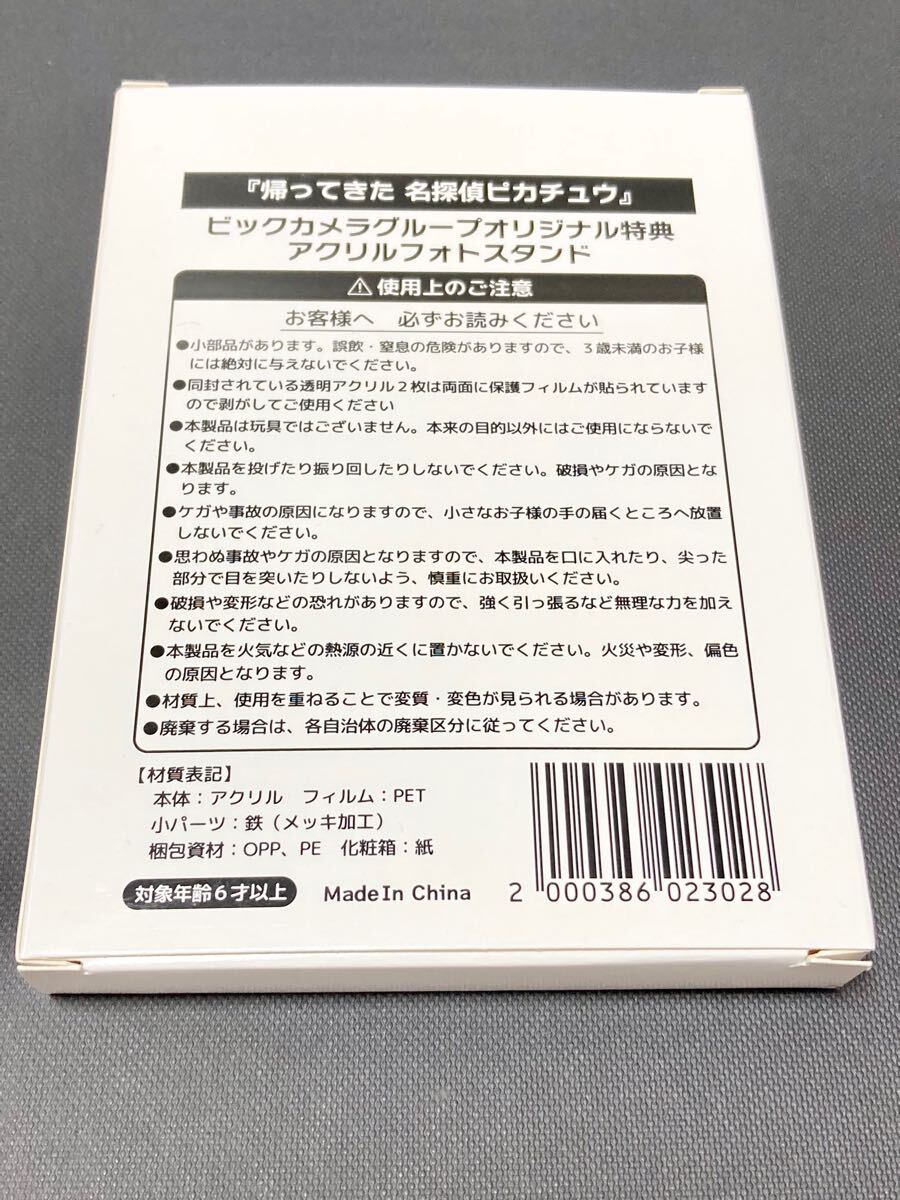 『帰ってきた 名探偵ピカチュウ』
ビックカメラグループオリジナル特典
アクリルフォトスタンド
⚠使用上のご注意
お客様へ　必ずお読みください
●小部品があります。誤飲・窒息の危険がありますので、３歳未満のお子様
には絶対に与えないでください。
●同封されている透明アクリル２枚は両面に保護フィルムが貼られています
ので剥がしてご使用ください
●本製品は玩具ではございません。本来の目的以外にはご使用にならないで
ください。
●本製品を投げたり振り回したりしないでください。破損やケガの原因とな
ります。
●ケガや事故の原因になりますので、小さなお子様の手の届くところへ放置
しないでください。
●思わぬ事故やケガの原因となりますので、本製品を口に入れたり、尖った
部分で目を突いたりしないよう、慎重にお取扱いください。
●破損や変形などの恐れがありますので、強く引っ張るなど無理な力を加え
ないでください。
●本製品を火気などの熱源の近くに置かないでください。火災や変形、偏色
の原因となります。
●材質上、使用を重ねることで変質・変色が見られる場合があります。
●廃棄する場合は、各自治体の廃棄区分に従ってください。
【材質表記】
本体：アクリル　フィルム：PET
小パーツ：鉄（メッキ加工）
梱包資材：OPP、PE　化粧箱：紙
対象年齢６才以上
MadeIn China
2 000386 023028